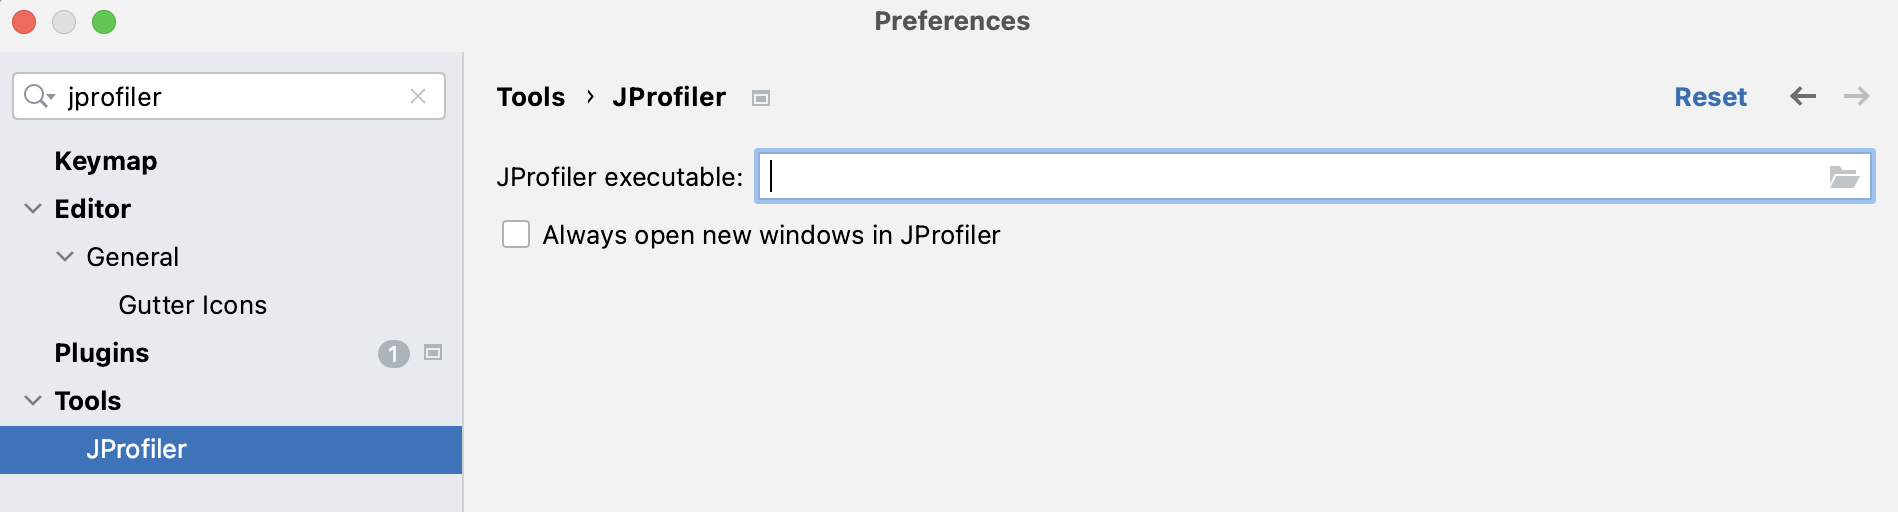 Preferences
jprofiler
Keymap
Editor
General
Gutter Icons
Plugins 1
Tools
JProfiler
Tools › JProfiler
Reset
JProfiler executable:
Always open new windows in JProfiler